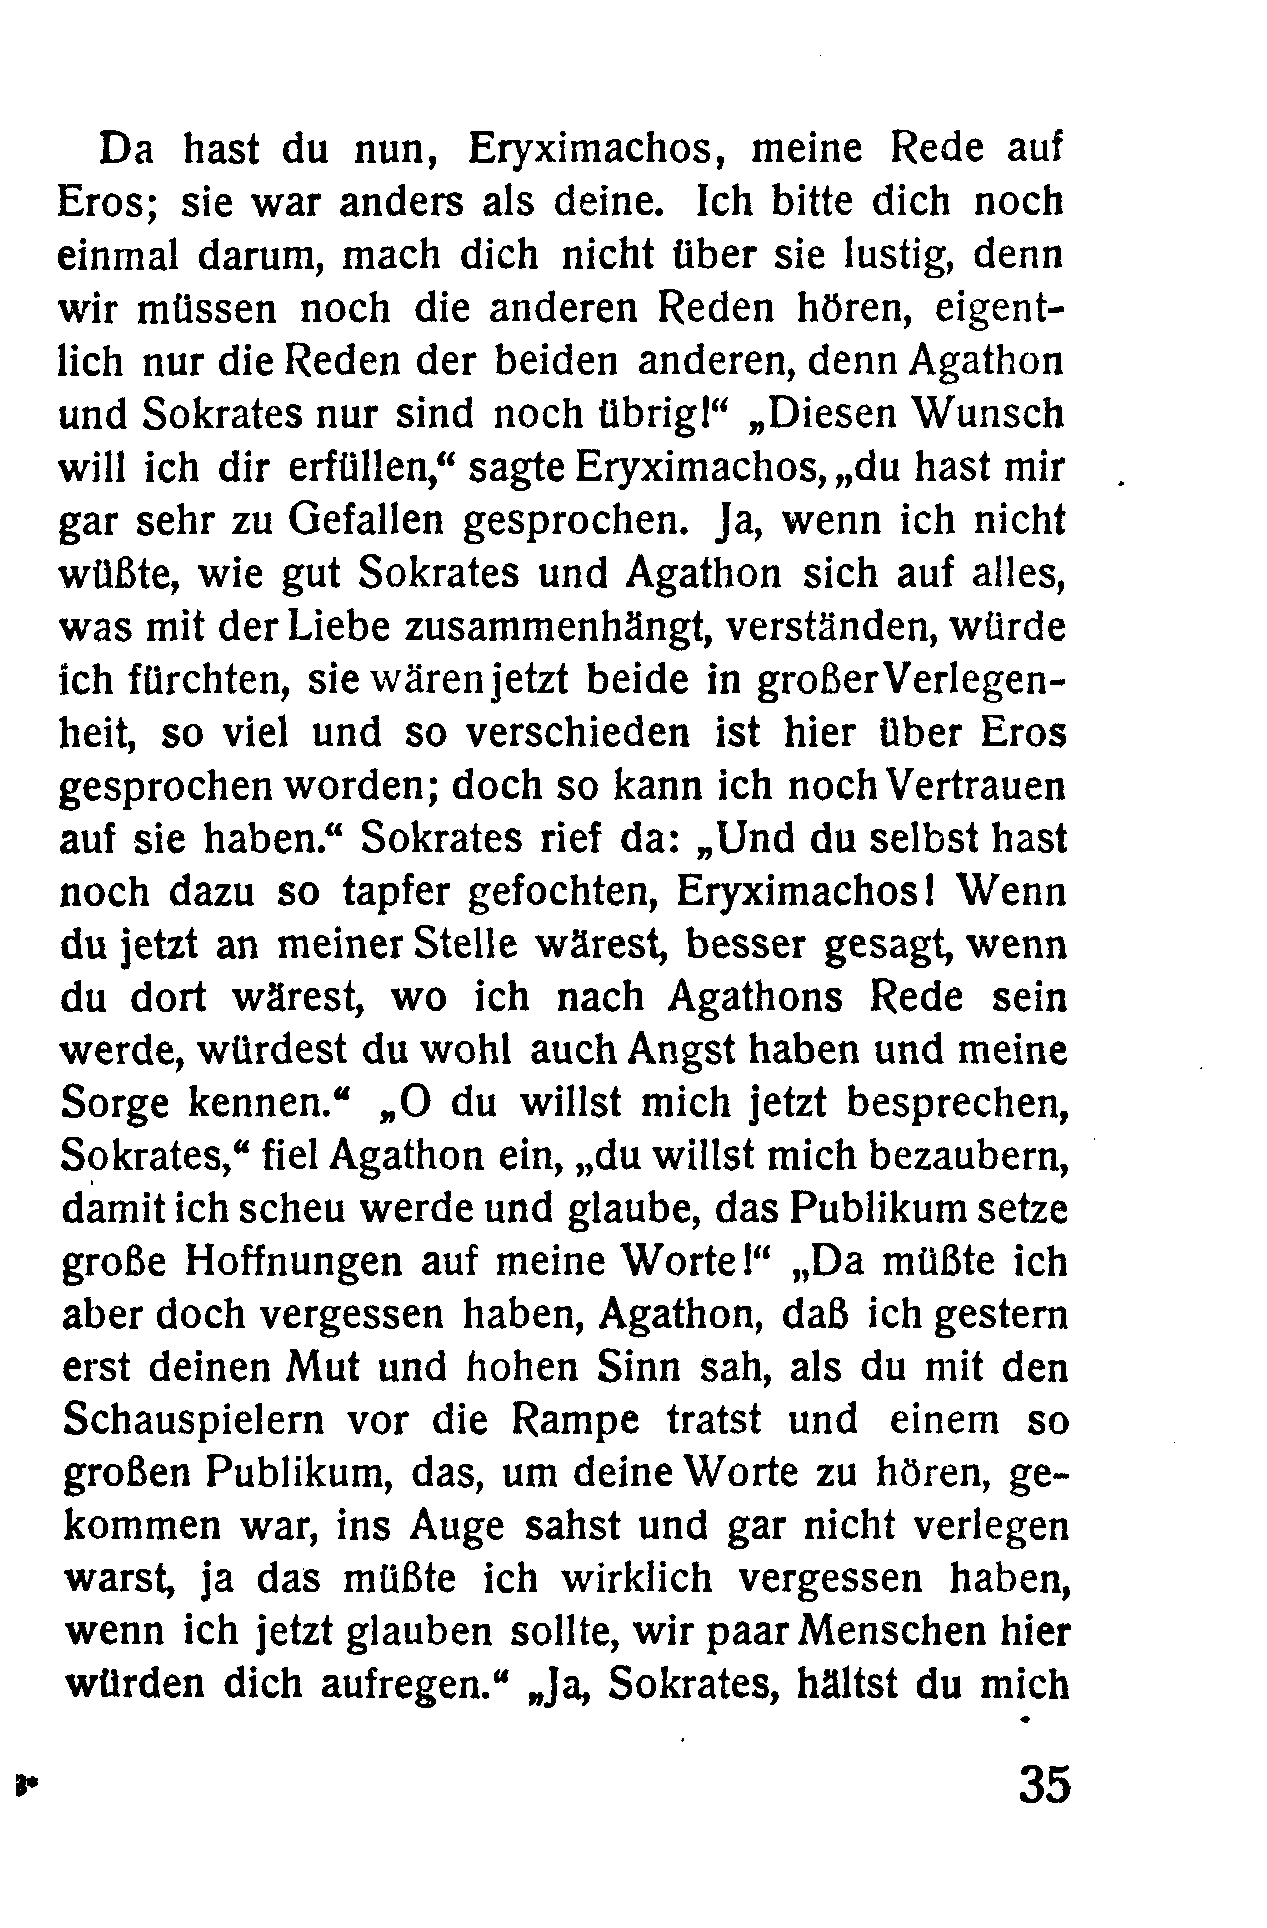 Da hast du nun, Eryximachos, meine Rede auf
Eros; sie war anders als deine. Ich bitte dich noch
einmal darum, mach dich nicht über sie lustig, denn
wir müssen noch die anderen Reden hören, eigent-
lich nur die Reden der beiden anderen, denn Agathon
und Sokrates nur sind noch übrig!“ „Diesen Wunsch
will ich dir erfüllen,“ sagte Eryximachos, „du hast mir
gar sehr zu Gefallen gesprochen. Ja, wenn ich nicht
wüßte, wie gut Sokrates und Agathon sich auf alles,
was mit der Liebe zusammenhängt, verständen, würde
ich fürchten, sie wären jetzt beide in großer Verlegen-
heit, so viel und so verschieden ist hier über Eros
gesprochen worden; doch so kann ich noch Vertrauen
auf sie haben.“ Sokrates rief da: „Und du selbst hast
noch dazu so tapfer gefochten, Eryximachos! Wenn
du jetzt an meiner Stelle wärest, besser gesagt, wenn
du dort wärest, wo ich nach Agathons Rede sein
werde, würdest du wohl auch Angst haben und meine
Sorge kennen.“ „O du willst mich jetzt besprechen,
Sokrates,“ fiel Agathon ein, „du willst mich bezaubern,
damit ich scheu werde und glaube, das Publikum setze
große Hoffnungen auf meine Worte!“ „Da müßte ich
aber doch vergessen haben, Agathon, daß ich gestern
erst deinen Mut und hohen Sinn sah, als du mit den
Schauspielern vor die Rampe tratst und einem so
großen Publikum, das, um deine Worte zu hören, ge-
kommen war, ins Auge sahst und gar nicht verlegen
warst, ja das müßte ich wirklich vergessen haben,
wenn ich jetzt glauben sollte, wir paar Menschen hier
würden dich aufregen.“ „Ja, Sokrates, hältst du mich
3* 35